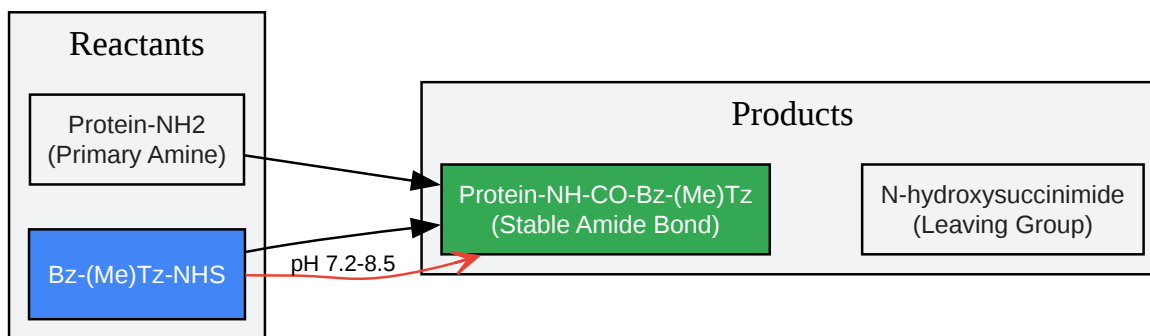 Reactants
Protein-NH2
(Primary Amine)
Bz-(Me)Tz-NHS
pH 7.2-8.5
Products
Protein-NH-CO-Bz-(Me)Tz
(Stable Amide Bond)
N-hydroxysuccinimide
(Leaving Group)